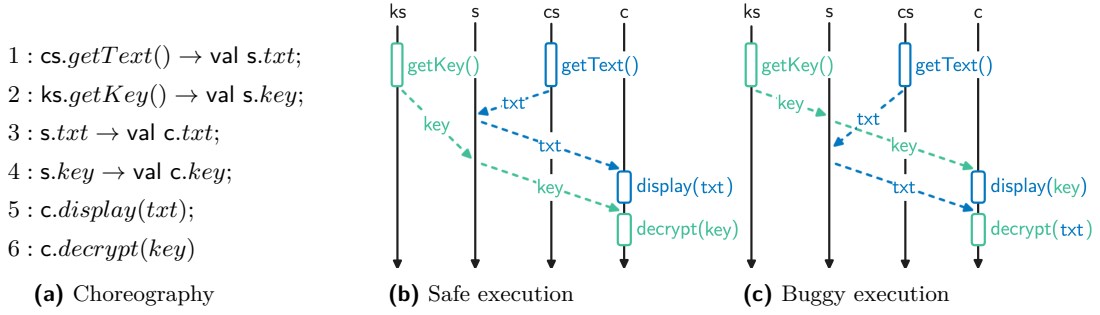 1 : cs.getText() → val s.txt;
2 : ks.getKey() → val s.key;
3 : s.txt → val c.txt;
4 : s.key → val c.key;
5 : c.display(txt);
6 : c.decrypt(key)
(a) Choreography
ks s cs c
getKey() getText()
txt
key
txt
key
display(txt)
decrypt(key)
(b) Safe execution
ks s cs c
getKey() getText()
key
txt
key
txt
display(key)
decrypt(txt)
(c) Buggy execution